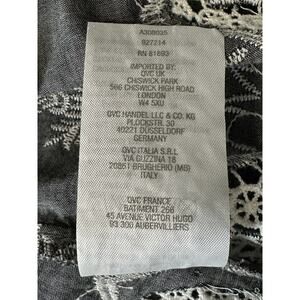 A308035
927214
RN 81893
IMPORTED BY:
QVC UK
CHISWICK PARK
566 CHISWICK HIGH ROAD
LONDON
W4 5XU
QVC HANDEL LLC & CO. KG
PLOCKSTR. 30
40221 DÜSSELDORF
GERMANY
QVC ITALIA S.R.L
VIA GUZZINA 18
20861 BRUGHERIO (MB)
ITALY
QVC FRANCE
BATIMENT 256
45 AVENUE VICTOR HUGO
93 300 AUBERVILLIERS